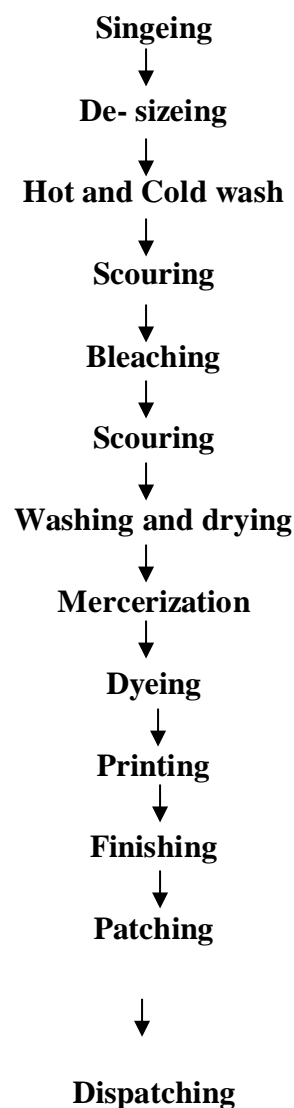 Singeing
De- sizeing
Hot and Cold wash
Scouring
Bleaching
Scouring
Washing and drying
Mercerization
Dyeing
Printing
Finishing
Patching
Dispatching